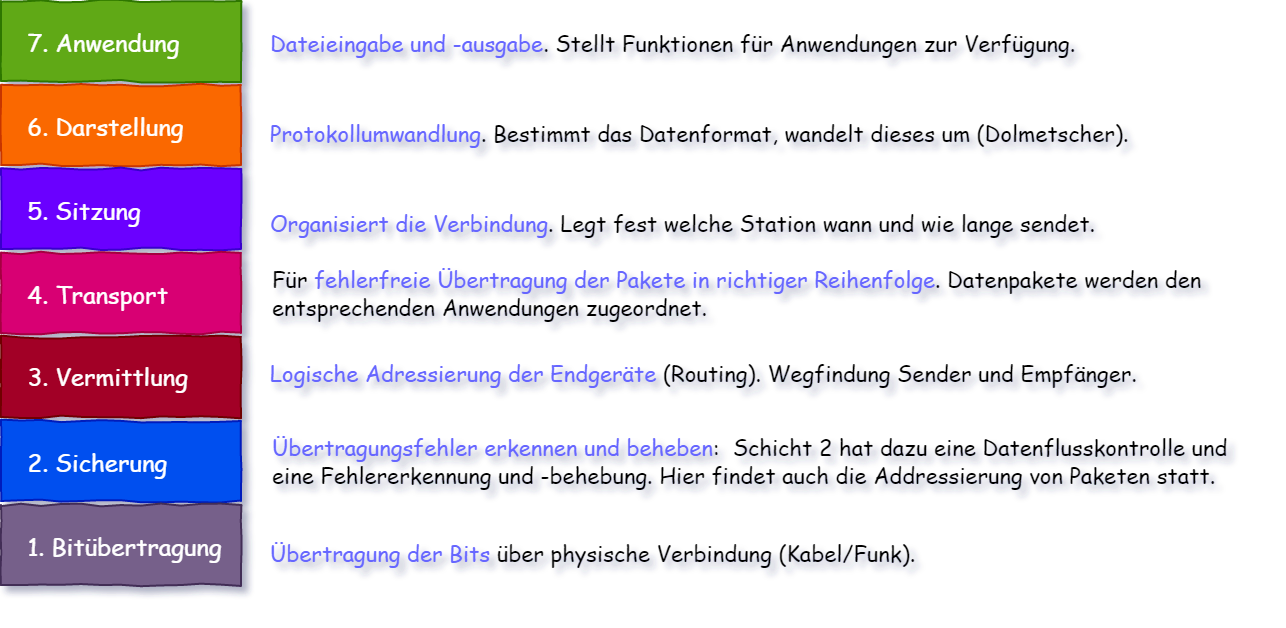 7. Anwendung
Dateieingabe und -ausgabe. Stellt Funktionen für Anwendungen zur Verfügung.
6. Darstellung
Protokollumwandlung. Bestimmt das Datenformat, wandelt dieses um (Dolmetscher).
5. Sitzung
Organisiert die Verbindung. Legt fest welche Station wann und wie lange sendet.
4. Transport
Für fehlerfreie Übertragung der Pakete in richtiger Reihenfolge. Datenpakete werden den
entsprechenden Anwendungen zugeordnet.
3. Vermittlung
Logische Adressierung der Endgeräte (Routing). Wegfindung Sender und Empfänger.
2. Sicherung
Übertragungsfehler erkennen und beheben: Schicht 2 hat dazu eine Datenflusskontrolle und
eine Fehlererkennung und -behebung. Hier findet auch die Addressierung von Paketen statt.
1. Bitübertragung
Übertragung der Bits über physische Verbindung (Kabel/Funk).